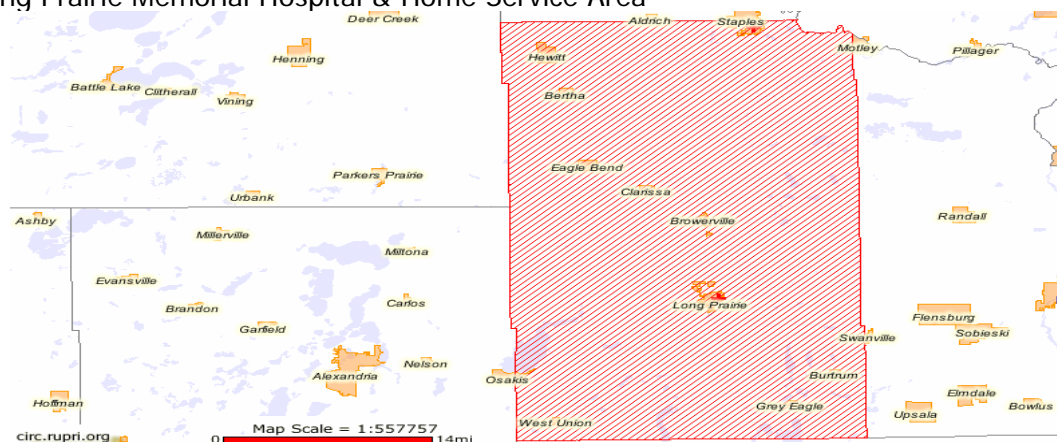 ng Prairie Memorial Hospital & Home Service Area
Deer Creek
Aldrich
Staples
Henning
Hewitt
Motley
Pillager
Battle Lake
Clitherall
Vining
Bertha
Parkers Prairie
Eagle Bend
Urbank
Clarissa
Ashby
Millerville
Browerville
Randall
Miltona
Evansville
Brandon
Carlos
Long Prairie
Garfield
Flensburg
Swanville
Sobieski
Alexandria
Nelson
Osakis
Burtrum
Hoffman
Grey Eagle
Elmdale
Upsala
Bowlus
West Union
circ.rupri.org
Map Scale = 1:557757
0
14mi